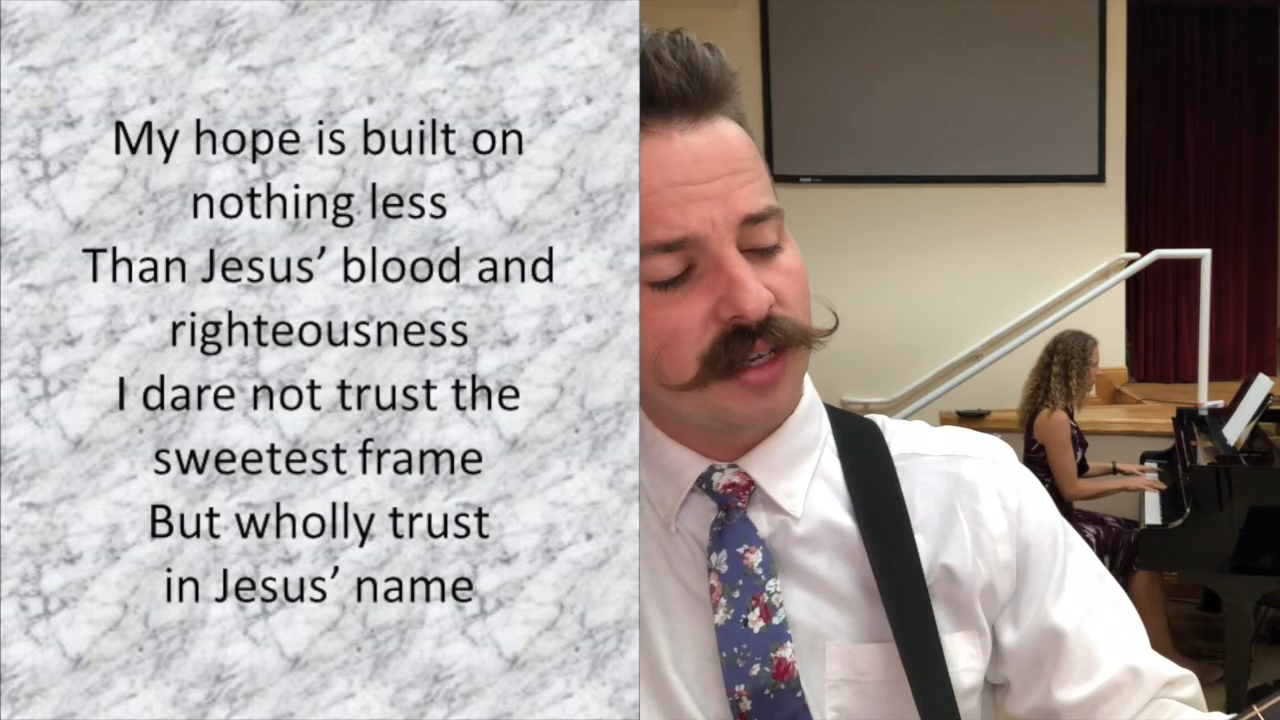 My hope is built on
nothing less
Than Jesus’ blood and
righteousness
I dare not trust the
sweetest frame
But wholly trust
in Jesus’ name